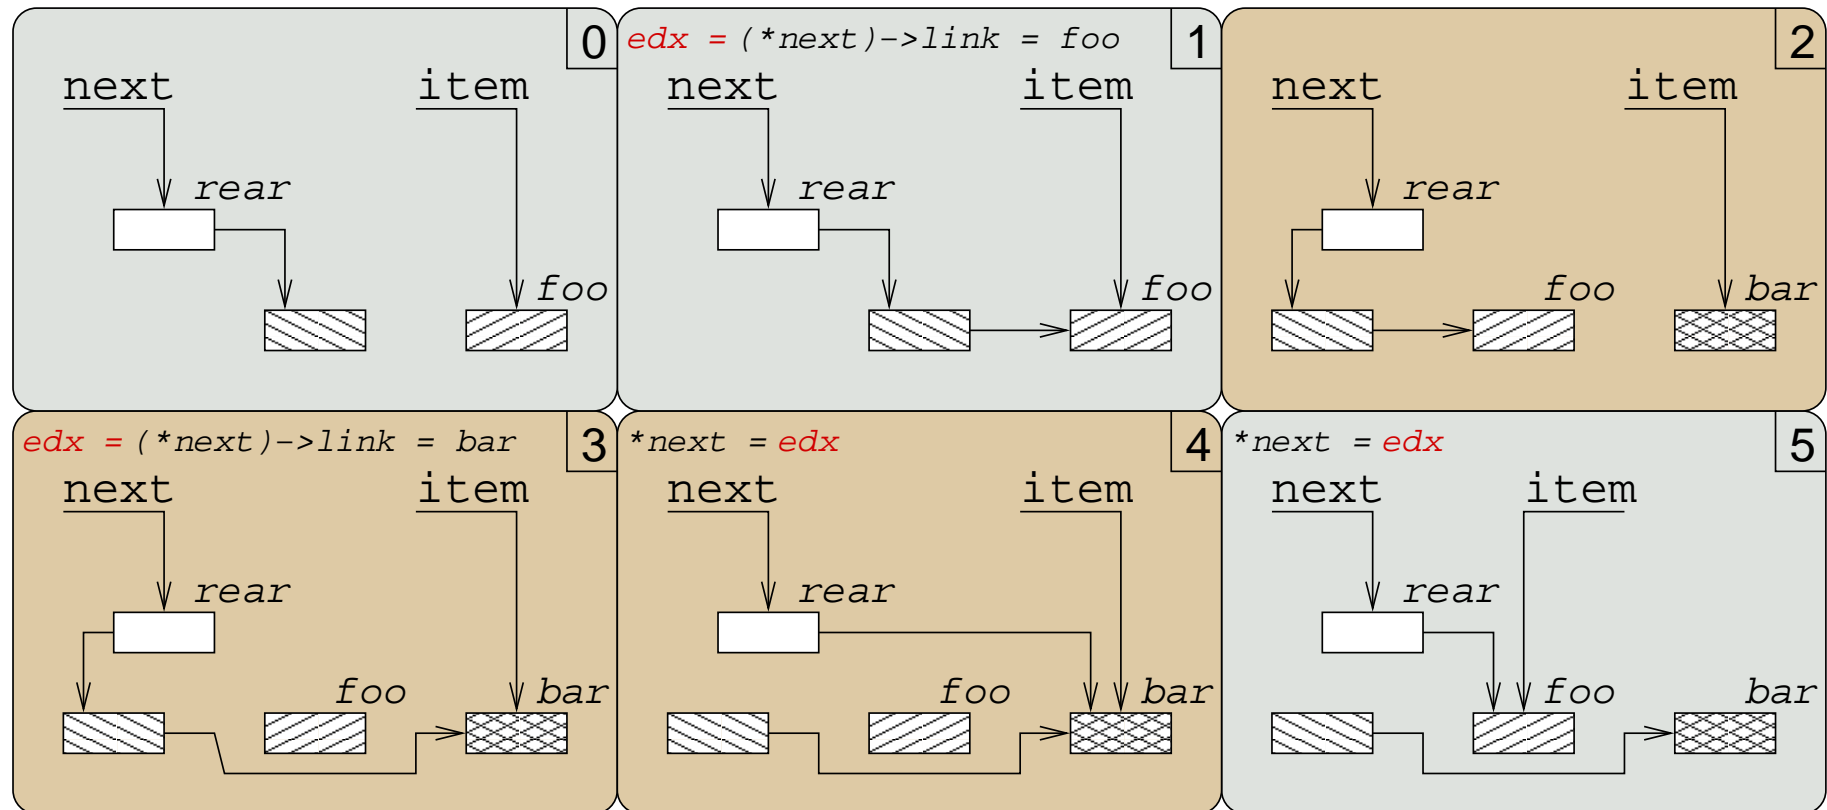 0
next item
rear
foo
edx = (*next)->link = foo
1
next item
rear
foo
2
next item
rear
foo bar
edx = (*next)->link = bar
3
next item
rear
foo bar
*next = edx
4
next item
rear
foo bar
*next = edx
5
next item
rear
foo bar